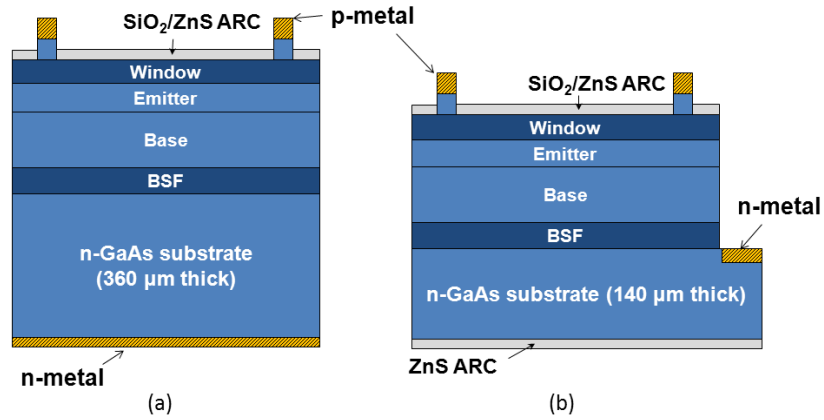 p-metal
SiO₂/ZnS ARC
Window
Emitter
Base
BSF
n-GaAs substrate
(360 μm thick)
n-metal
(a)
SiO₂/ZnS ARC
Window
Emitter
Base
BSF
n-metal
n-GaAs substrate (140 μm thick)
ZnS ARC
(b)